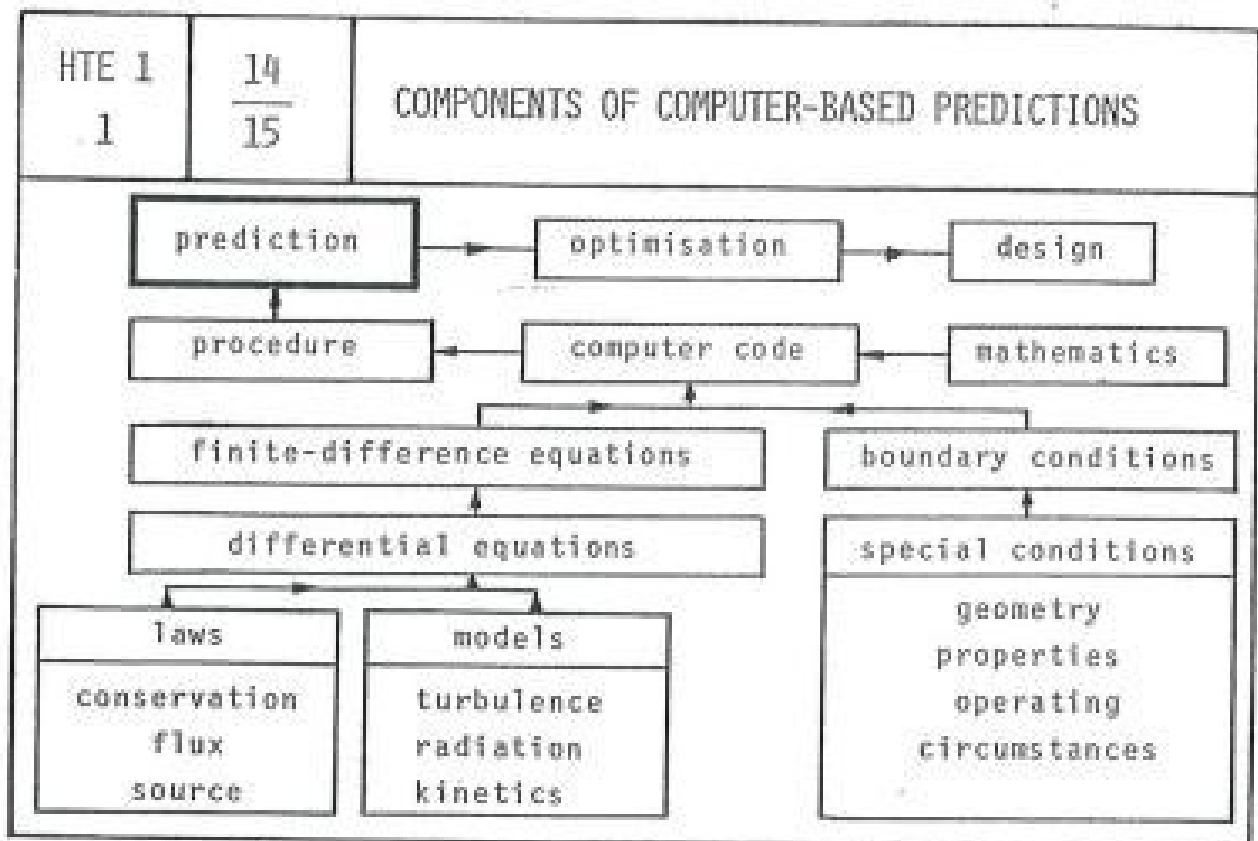 HTE 1
1
14
15
COMPONENTS OF COMPUTER-BASED PREDICTIONS
prediction
optimisation
design
procedure
computer code
mathematics
finite-difference equations
boundary conditions
differential equations
special conditions
geometry
properties
operating
circumstances
laws
conservation
flux
source
models
turbulence
radiation
kinetics